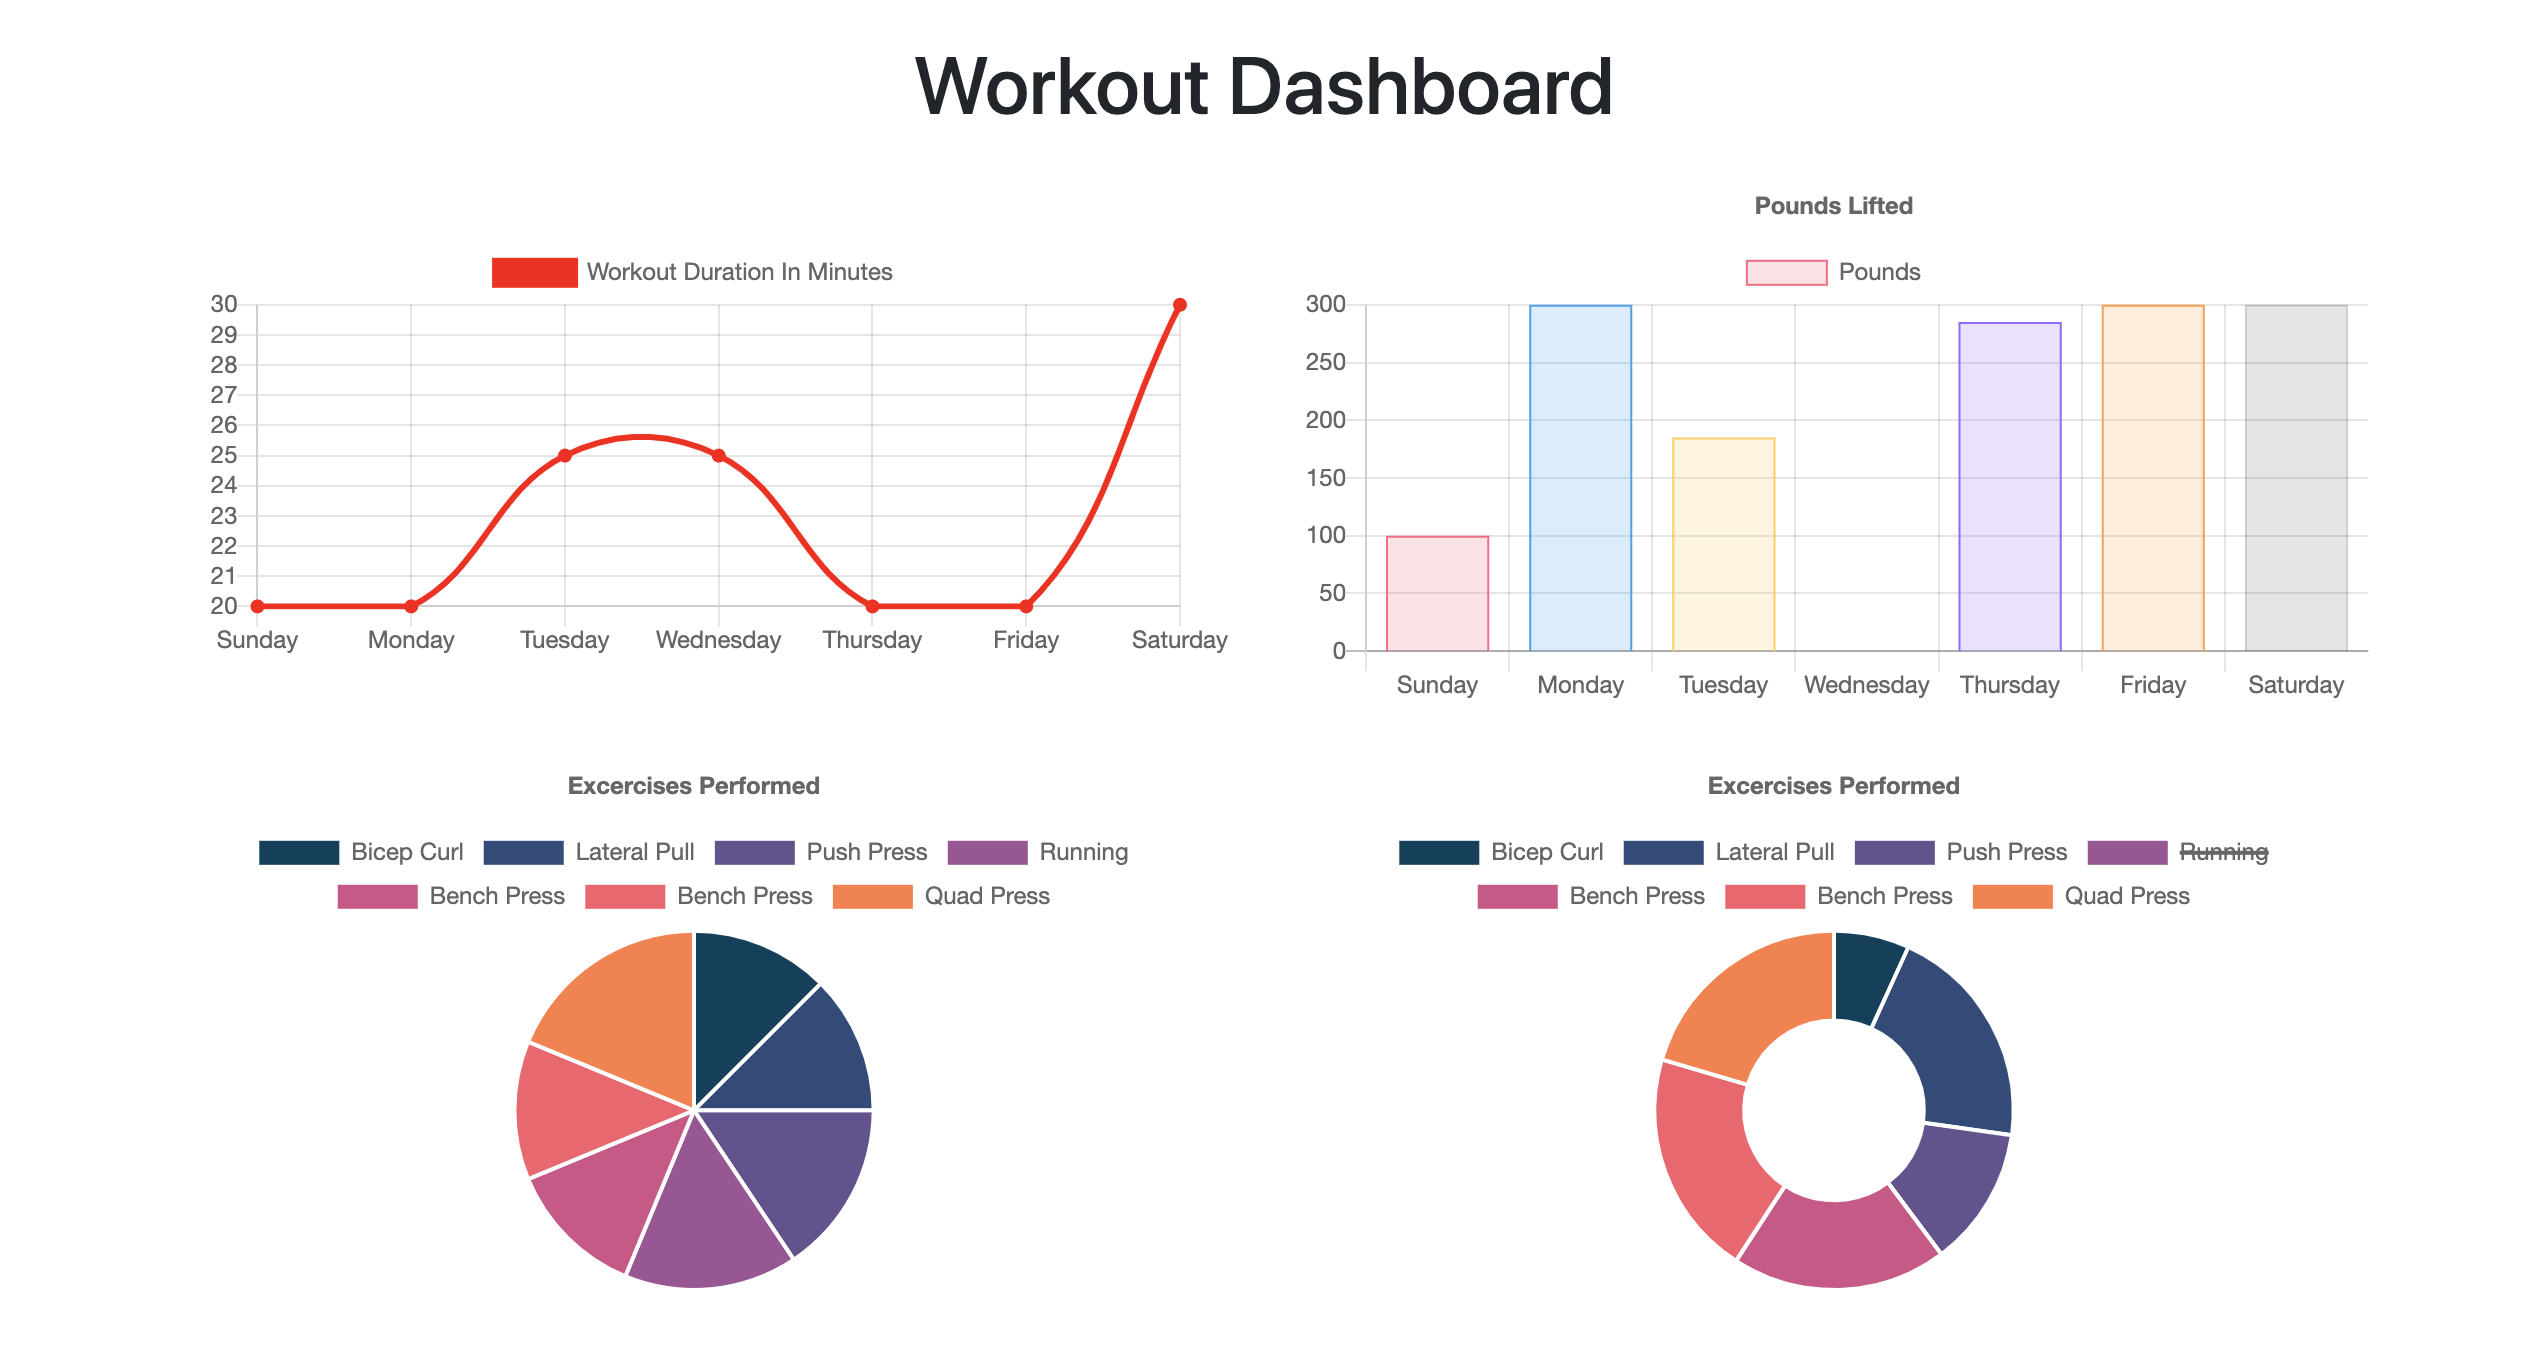 Workout Dashboard
Workout Duration In Minutes
30
29
28
27
26
25
24
23
22
21
20
Sunday Monday Tuesday Wednesday Thursday Friday Saturday
Pounds Lifted
Pounds
300
250
200
150
100
50
0
Sunday Monday Tuesday Wednesday Thursday Friday Saturday
Excercises Performed
Bicep Curl Lateral Pull Push Press Running
Bench Press Bench Press Quad Press
Excercises Performed
Bicep Curl Lateral Pull Push Press Running
Bench Press Bench Press Quad Press